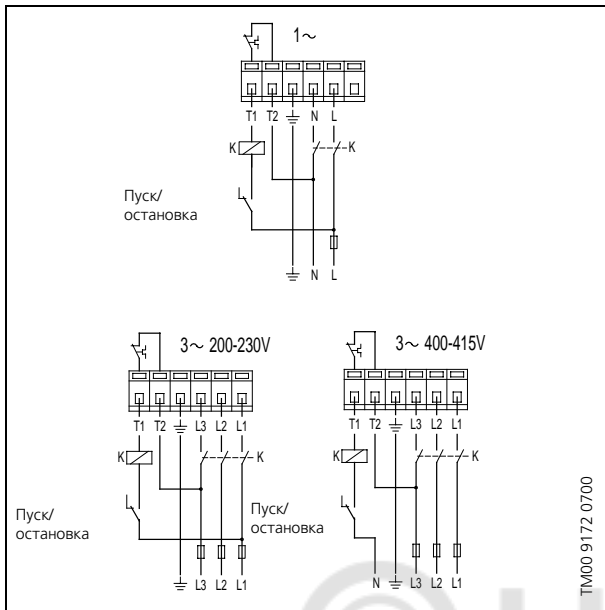 1~
T1 T2 N L
K K
Пуск/
остановка
N L
3~ 200-230V
T1 T2 L3 L2 L1
K K
Пуск/
остановка
L3 L2 L1
3~ 400-415V
T1 T2 L3 L2 L1
K K
Пуск/
остановка
N L3 L2 L1
TM00 9172 0700